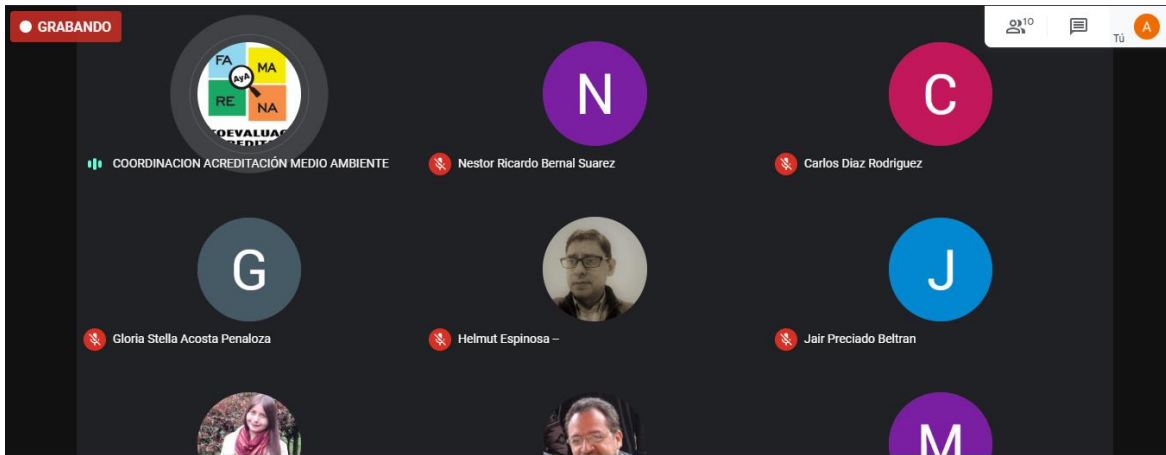 GRABANDO
10
Tú
A
FA
MA
AyA
RE
NA
N
C
COORDINACION ACREDITACIÓN MEDIO AMBIENTE
Nestor Ricardo Bernal Suarez
Carlos Diaz Rodriguez
G
J
Gloria Stella Acosta Penaloza
Helmut Espinosa –
Jair Preciado Beltran
M